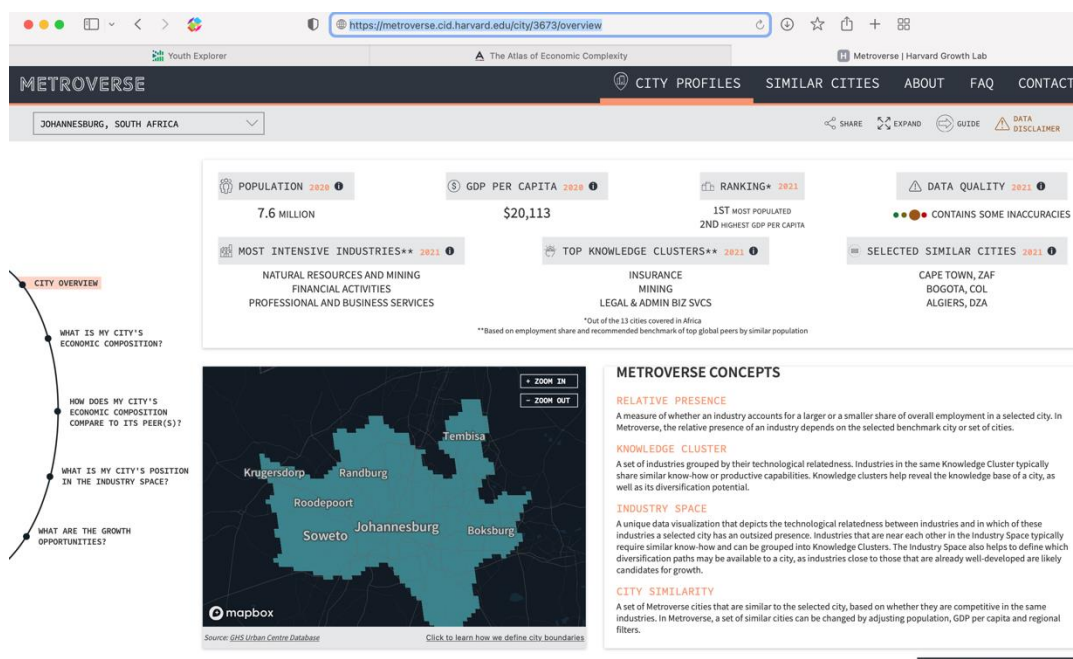 https://metroverse.cid.harvard.edu/city/3673/overview
Youth Explorer
The Atlas of Economic Complexity
H Metroverse | Harvard Growth Lab
METROVERSE
CITY PROFILES
SIMILAR CITIES
ABOUT
FAQ
CONTACT
JOHANNESBURG, SOUTH AFRICA
SHARE
EXPAND
GUIDE
DATA
DISCLAIMER
POPULATION 2020
7.6 MILLION
GDP PER CAPITA 2020
$20,113
RANKING* 2021
1ST MOST POPULATED
2ND HIGHEST GDP PER CAPITA
DATA QUALITY 2021
CONTAINS SOME INACCURACIES
MOST INTENSIVE INDUSTRIES** 2021
NATURAL RESOURCES AND MINING
FINANCIAL ACTIVITIES
PROFESSIONAL AND BUSINESS SERVICES
TOP KNOWLEDGE CLUSTERS** 2021
INSURANCE
MINING
LEGAL & ADMIN BIZ SVCS
SELECTED SIMILAR CITIES 2021
CAPE TOWN, ZAF
BOGOTA, COL
ALGIERS, DZA
*Out of the 13 cities covered in Africa
**Based on employment share and recommended benchmark of top global peers by similar population
CITY OVERVIEW
WHAT IS MY CITY'S
ECONOMIC COMPOSITION?
HOW DOES MY CITY'S
ECONOMIC COMPOSITION
COMPARE TO ITS PEER(S)?
WHAT IS MY CITY'S POSITION
IN THE INDUSTRY SPACE?
WHAT ARE THE GROWTH
OPPORTUNITIES?
+ ZOOM IN
- ZOOM OUT
Tembisa
Krugersdorp
Randburg
Roodepoort
Johannesburg
Soweto
Boksburg
mapbox
Source: GHS Urban Centre Database
Click to learn how we define city boundaries
METROVERSE CONCEPTS
RELATIVE PRESENCE
A measure of whether an industry accounts for a larger or a smaller share of overall employment in a selected city. In
Metroverse, the relative presence of an industry depends on the selected benchmark city or set of cities.
KNOWLEDGE CLUSTER
A set of industries grouped by their technological relatedness. Industries in the same Knowledge Cluster typically
share similar know-how or productive capabilities. Knowledge clusters help reveal the knowledge base of a city, as
well as its diversification potential.
INDUSTRY SPACE
A unique data visualization that depicts the technological relatedness between industries and in which of these
industries a selected city has an outsized presence. Industries that are near each other in the Industry Space typically
require similar know-how and can be grouped into Knowledge Clusters. The Industry Space also helps to define which
diversification paths may be available to a city, as industries close to those that are already well-developed are likely
candidates for growth.
CITY SIMILARITY
A set of Metroverse cities that are similar to the selected city, based on whether they are competitive in the same
industries. In Metroverse, a set of similar cities can be changed by adjusting population, GDP per capita and regional
filters.